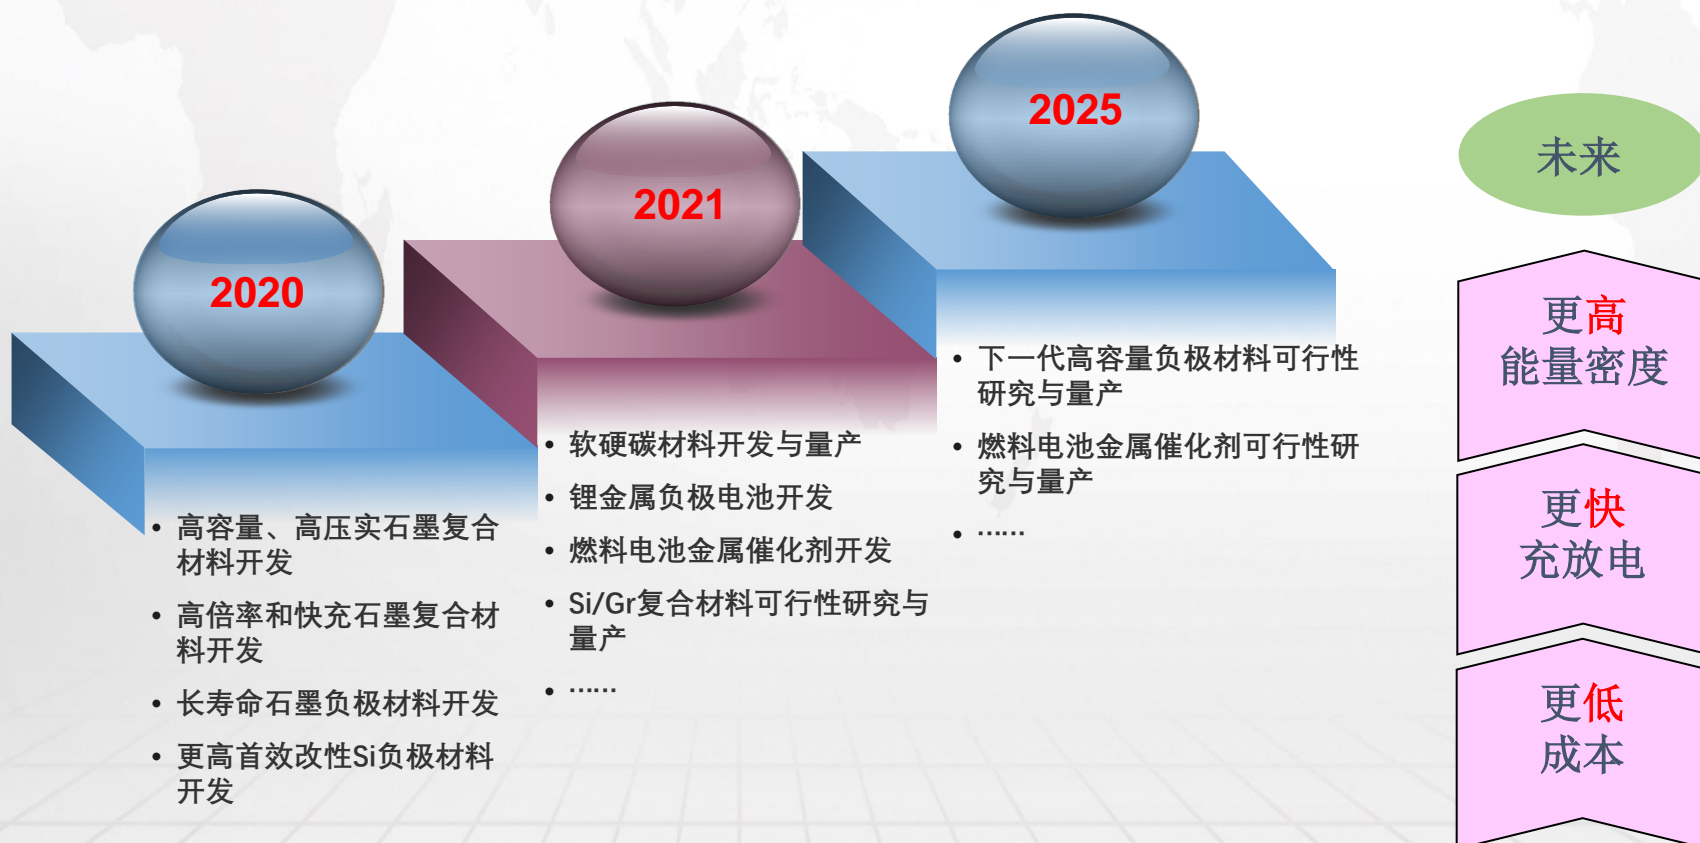 2020
• 高容量、高压实石墨复合
材料开发
• 高倍率和快充石墨复合材
料开发
• 长寿命石墨负极材料开发
• 更高首效改性Si负极材料
开发
2021
• 软硬碳材料开发与量产
• 锂金属负极电池开发
• 燃料电池金属催化剂开发
• Si/Gr复合材料可行性研究与
量产
• ......
2025
• 下一代高容量负极材料可行性
研究与量产
• 燃料电池金属催化剂可行性研
究与量产
• ......
未来
更高
能量密度
更快
充放电
更低
成本